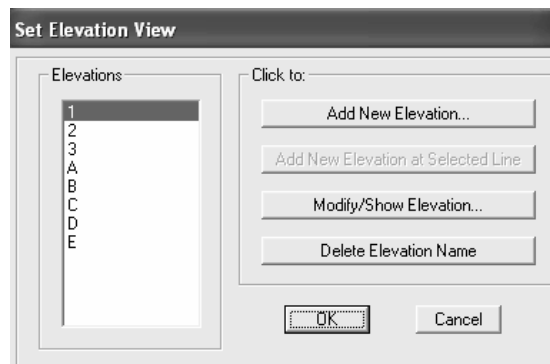 Set Elevation View
Elevations
1
2
3
A
B
C
D
E
Click to:
Add New Elevation...
Add New Elevation at Selected Line
Modify/Show Elevation...
Delete Elevation Name
OK
Cancel